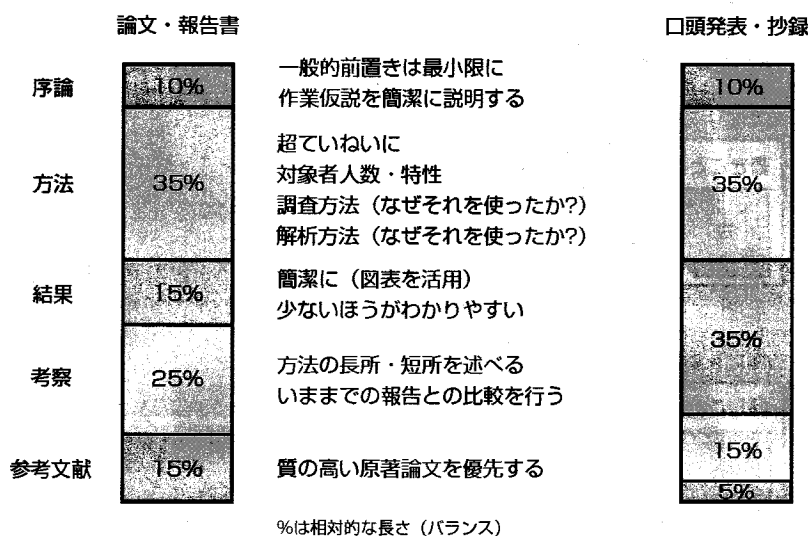 論文・報告書
口頭発表・抄録
序論
10%
一般的前置きは最小限に
作業仮説を簡潔に説明する
10%
方法
35%
超ていねいに
対象者人数・特性
調査方法（なぜそれを使ったか?）
解析方法（なぜそれを使ったか?）
35%
結果
15%
簡潔に（図表を活用）
少ないほうがわかりやすい
35%
考察
25%
方法の長所・短所を述べる
いままでの報告との比較を行う
15%
参考文献
15%
質の高い原著論文を優先する
5%
%は相対的な長さ（バランス）